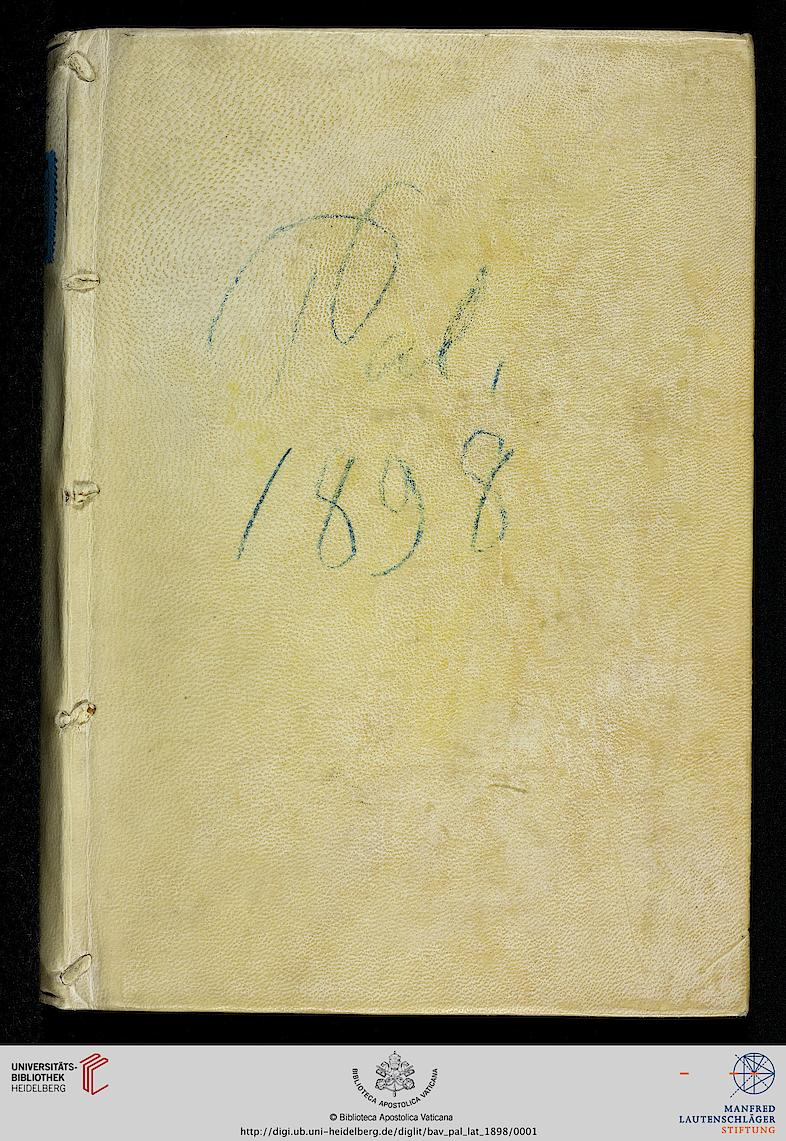 Pal.
1898
UNIVERSITÄTS-
BIBLIOTHEK
HEIDELBERG
BIBLIOTECA APOSTOLICA VATICANA
© Biblioteca Apostolica Vaticana
http://digi.ub.uni-heidelberg.de/diglit/bav_pal_lat_1898/0001
MANFRED
LAUTENSCHLÄGER
STIFTUNG